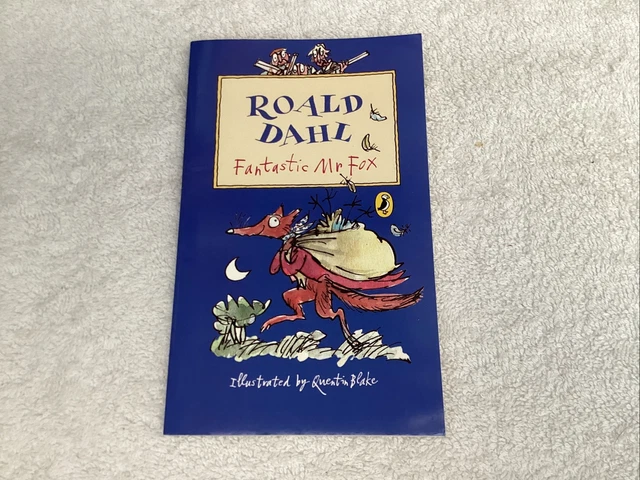 ROALD
DAHL
Fantastic Mr Fox
Illustrated by Quentin Blake